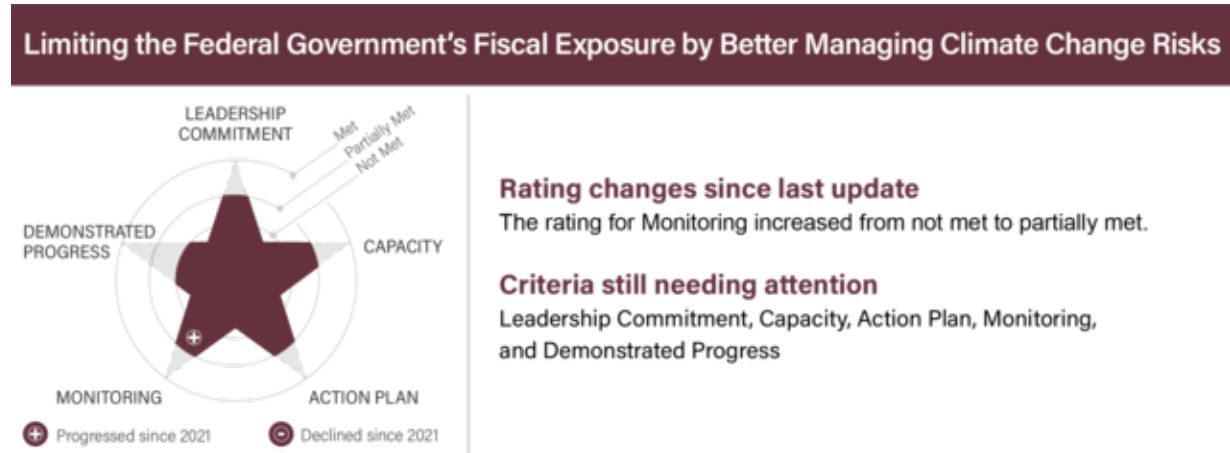 Limiting the Federal Government's Fiscal Exposure by Better Managing Climate Change Risks
LEADERSHIP
COMMITMENT
Met
Partially Met
Not Met
DEMONSTRATED
PROGRESS
CAPACITY
MONITORING
ACTION PLAN
Progressed since 2021
Declined since 2021
Rating changes since last update
The rating for Monitoring increased from not met to partially met.
Criteria still needing attention
Leadership Commitment, Capacity, Action Plan, Monitoring,
and Demonstrated Progress